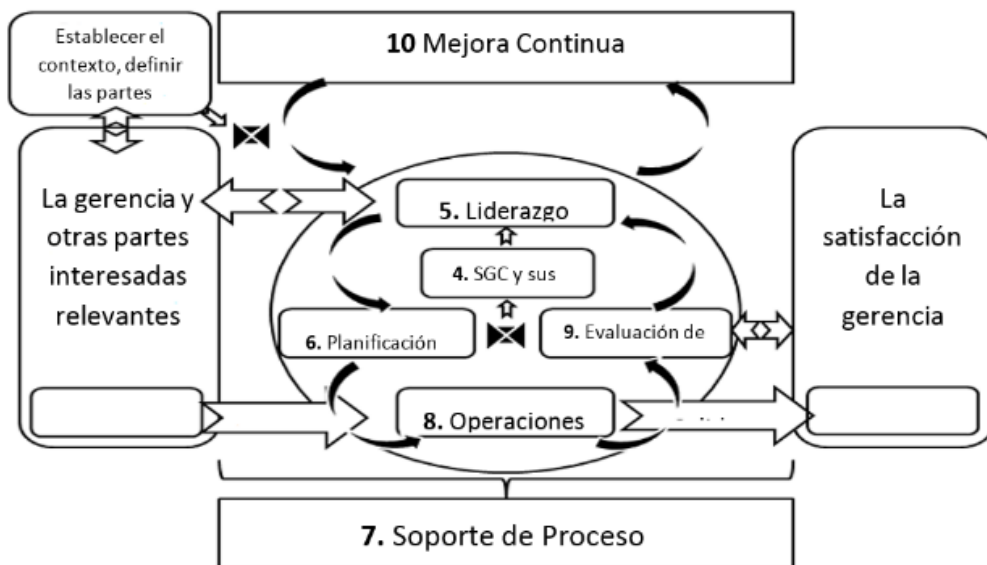 Establecer el
contexto, definir
las partes
10 Mejora Continua
La gerencia y
otras partes
interesadas
relevantes
5. Liderazgo
4. SGC y sus
6. Planificación
9. Evaluación de
8. Operaciones
La
satisfacción
de la
gerencia
7. Soporte de Proceso